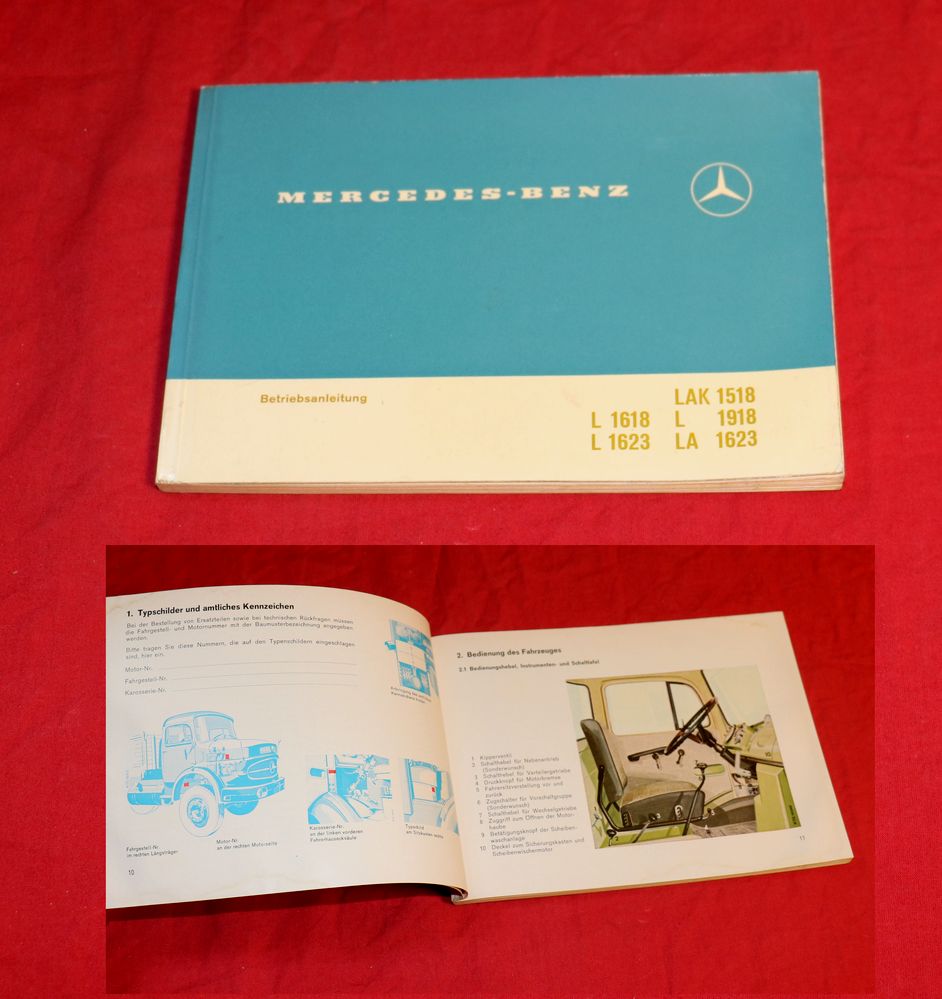 MERCEDES-BENZ
Betriebsanleitung
LAK 1518
L 1618 L 1918
L 1623 LA 1623
1. Typschilder und amtliches Kennzeichen
Bei der Bestellung von Ersatzteilen sowie bei technischen Rückfragen müssen
die Fahrgestell- und Motornummer mit der Baumusterbezeichnung angegeben
werden.
Bitte tragen Sie diese Nummern, die auf den Typenschildern eingeschlagen
sind, hier ein.
Motor-Nr.
Fahrgestell-Nr.
Karosserie-Nr.
Fahrgestell-Nr.
im rechten Längsträger
Motor-Nr.
an der rechten Motorseite
Karosserie-Nr.
an der linken vorderen
Fahrerhausecksäule
Typschild
am Sitzkasten rechts
10
2. Bedienung des Fahrzeuges
2.1 Bedienungshebel, Instrumenten- und Schalttafel
1 Kippventil
2 Schalthebel für Nebenantrieb
(Sonderwunsch)
3 Schalthebel für Verteilergetriebe
4 Druckknopf für Motorbremse
5 Fahrersitzverstellung vor und
zurück
6 Zugschalter für Vorschaltgruppe
(Sonderwunsch)
7 Schalthebel für Wechselgetriebe
8 Zuggriff zum Öffnen der Motor-
haube
9 Betätigungsknopf der Scheiben-
waschanlage
10 Deckel zum Sicherungskasten und
Scheibenwischermotor
11